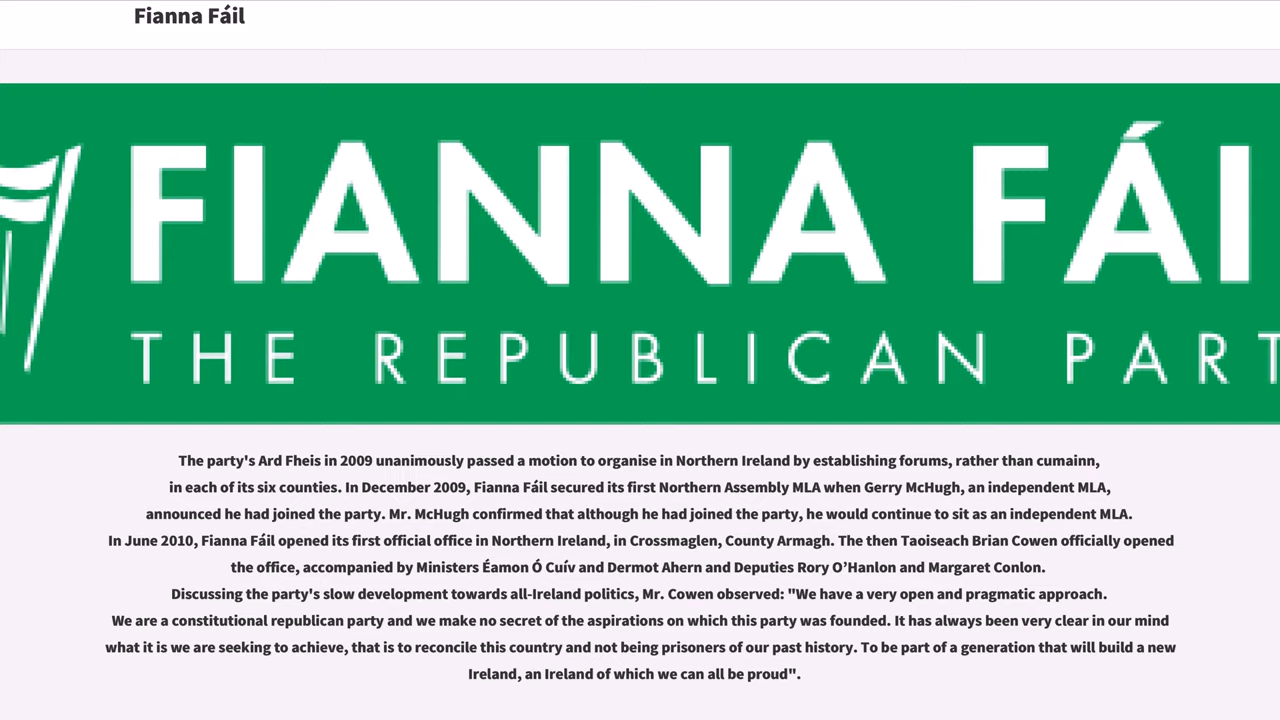 Fianna Fáil
FIANNA FÁI
THE REPUBLICAN PART
The party's Ard Fheis in 2009 unanimously passed a motion to organise in Northern Ireland by establishing forums, rather than cumainn,
in each of its six counties. In December 2009, Fianna Fáil secured its first Northern Assembly MLA when Gerry McHugh, an independent MLA,
announced he had joined the party. Mr. McHugh confirmed that although he had joined the party, he would continue to sit as an independent MLA.
In June 2010, Fianna Fáil opened its first official office in Northern Ireland, in Crossmaglen, County Armagh. The then Taoiseach Brian Cowen officially opened
the office, accompanied by Ministers Éamon Ó Cuív and Dermot Ahern and Deputies Rory O’Hanlon and Margaret Conlon.
Discussing the party's slow development towards all-Ireland politics, Mr. Cowen observed: "We have a very open and pragmatic approach.
We are a constitutional republican party and we make no secret of the aspirations on which this party was founded. It has always been very clear in our mind
what it is we are seeking to achieve, that is to reconcile this country and not being prisoners of our past history. To be part of a generation that will build a new
Ireland, an Ireland of which we can all be proud".